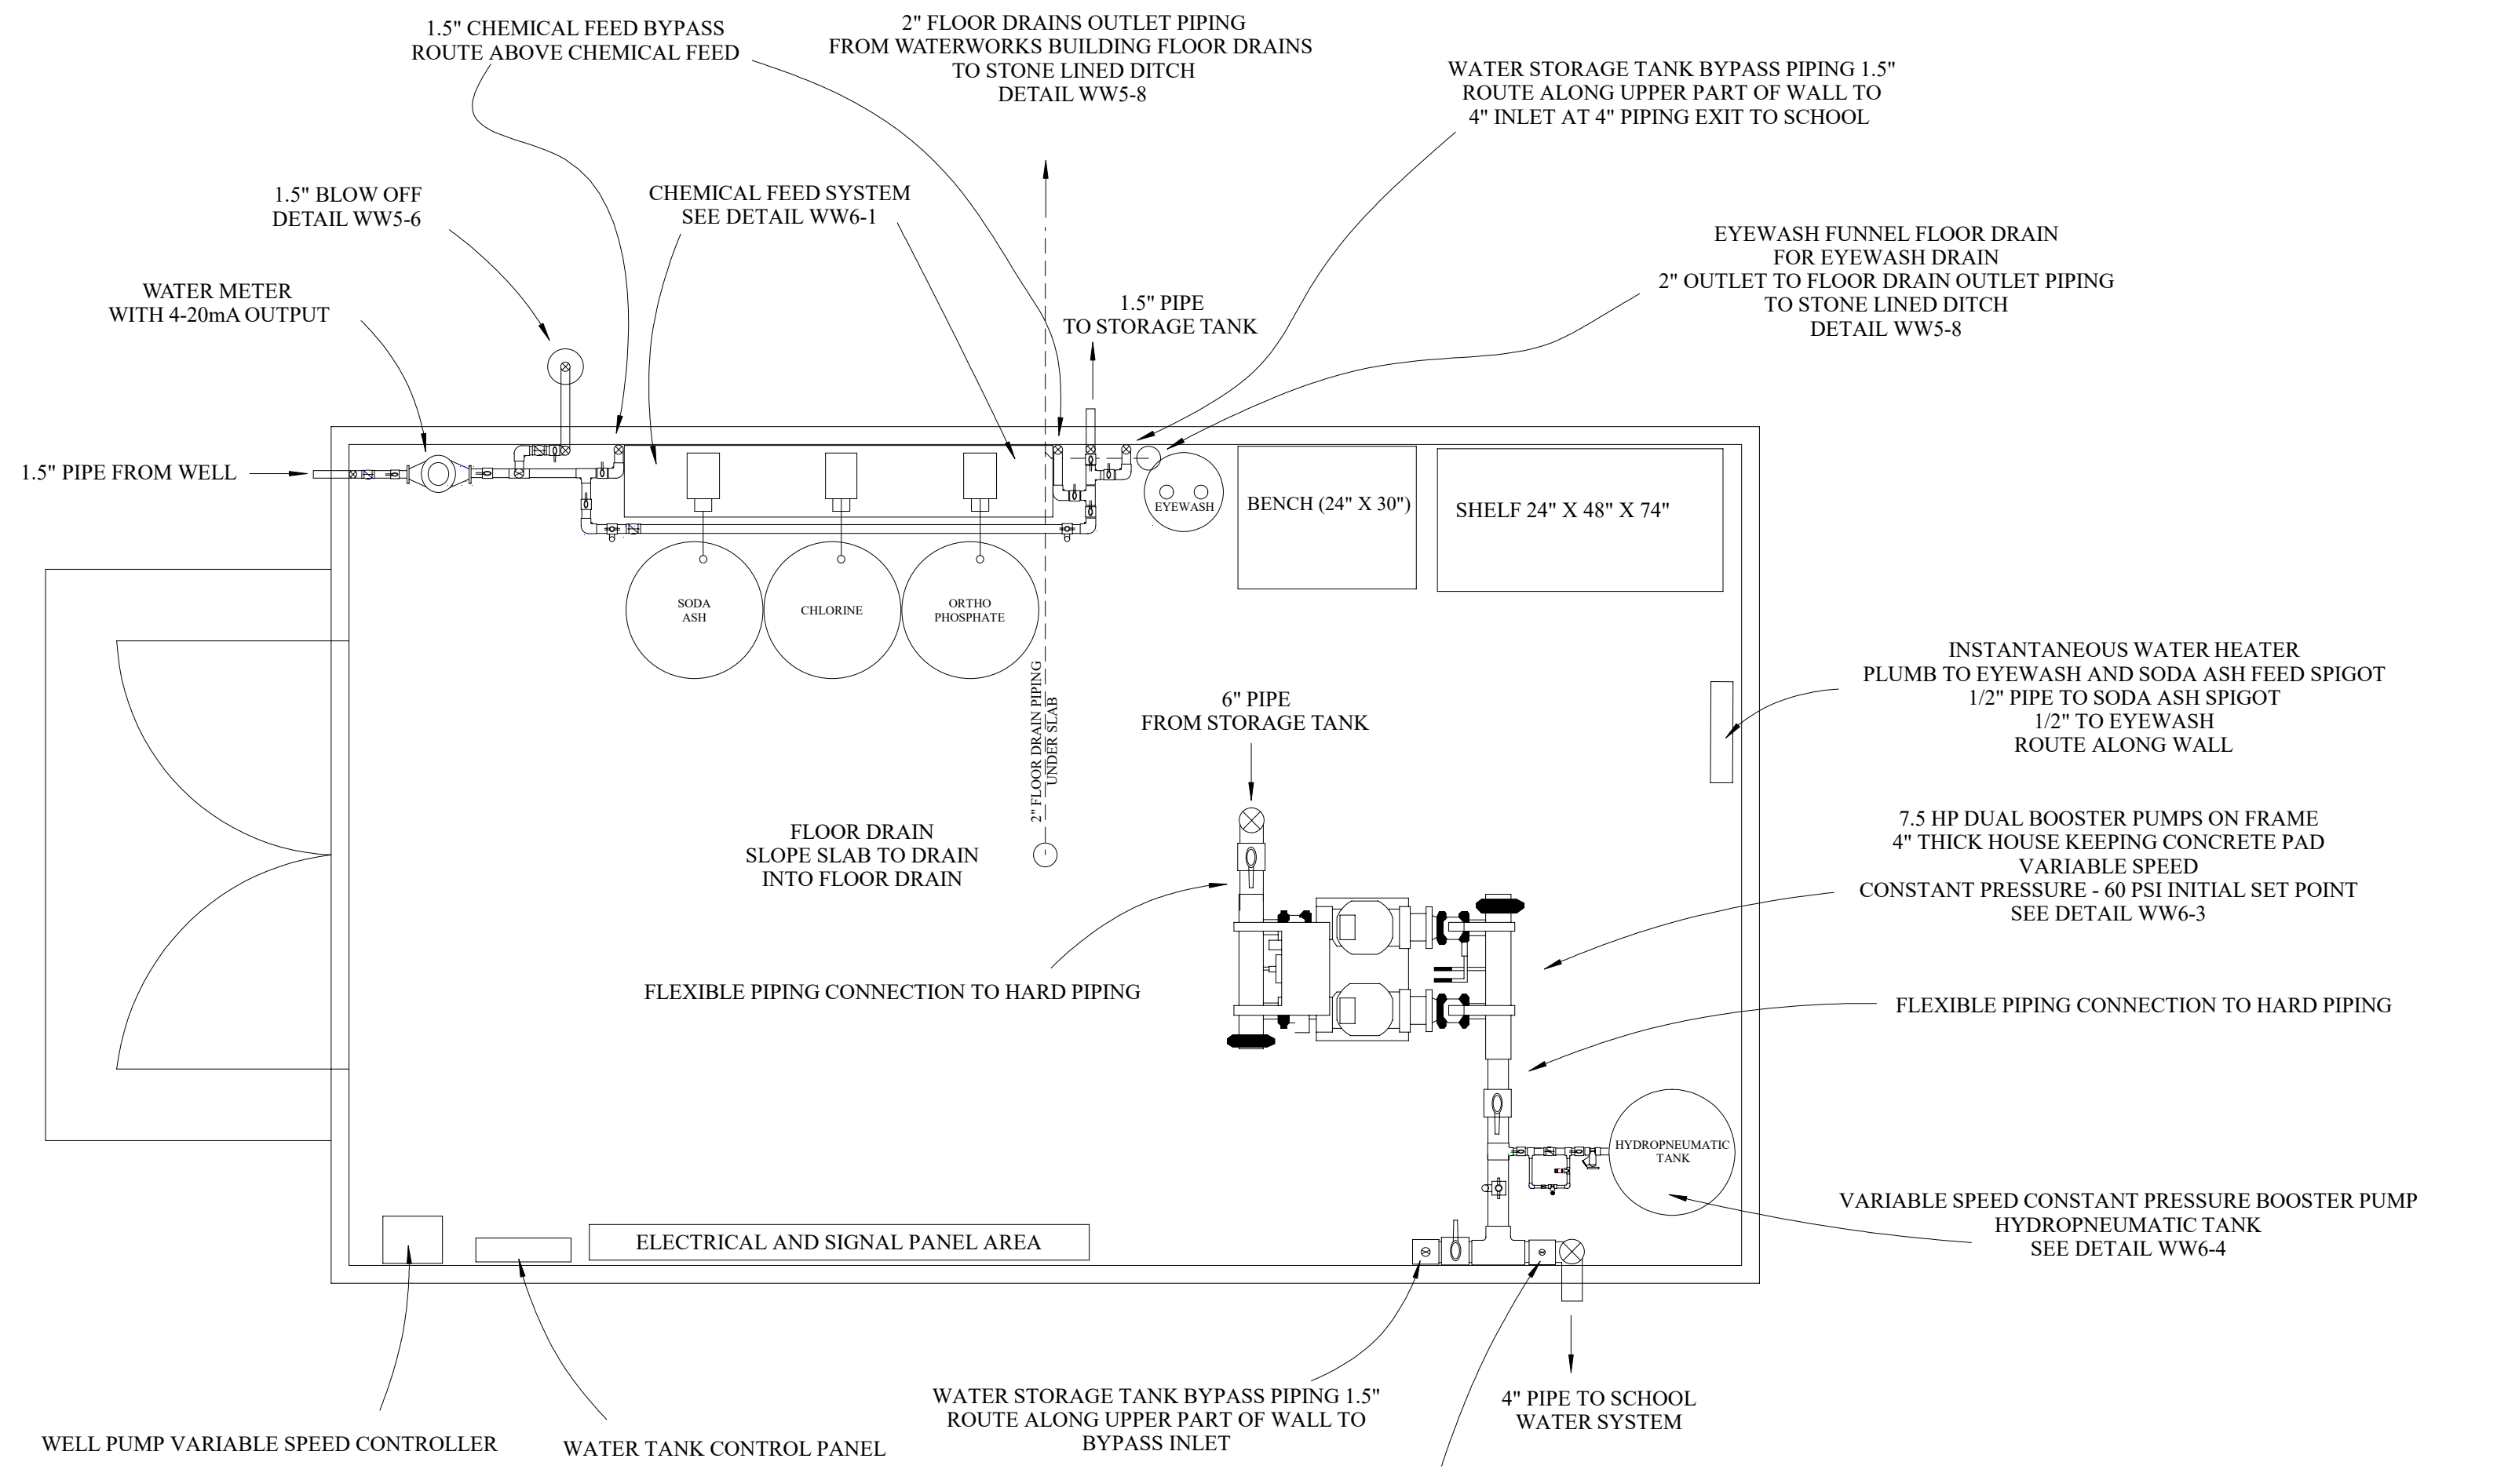 1.5" CHEMICAL FEED BYPASS
ROUTE ABOVE CHEMICAL FEED
2" FLOOR DRAINS OUTLET PIPING
FROM WATERWORKS BUILDING FLOOR DRAINS
TO STONE LINED DITCH
DETAIL WW5-8
WATER STORAGE TANK BYPASS PIPING 1.5"
ROUTE ALONG UPPER PART OF WALL TO
4" INLET AT 4" PIPING EXIT TO SCHOOL
1.5" BLOW OFF
DETAIL WW5-6
CHEMICAL FEED SYSTEM
SEE DETAIL WW6-1
EYEWASH FUNNEL FLOOR DRAIN
FOR EYEWASH DRAIN
2" OUTLET TO FLOOR DRAIN OUTLET PIPING
TO STONE LINED DITCH
DETAIL WW5-8
WATER METER
WITH 4-20mA OUTPUT
1.5" PIPE
TO STORAGE TANK
1.5" PIPE FROM WELL
EYEWASH
BENCH (24" X 30")
SHELF 24" X 48" X 74"
SODA
ASH
CHLORINE
ORTHO
PHOSPHATE
2" FLOOR DRAIN PIPING
UNDER SLAB
6" PIPE
FROM STORAGE TANK
INSTANTANEOUS WATER HEATER
PLUMB TO EYEWASH AND SODA ASH FEED SPIGOT
1/2" PIPE TO SODA ASH SPIGOT
1/2" TO EYEWASH
ROUTE ALONG WALL
FLOOR DRAIN
SLOPE SLAB TO DRAIN
INTO FLOOR DRAIN
7.5 HP DUAL BOOSTER PUMPS ON FRAME
4" THICK HOUSE KEEPING CONCRETE PAD
VARIABLE SPEED
CONSTANT PRESSURE - 60 PSI INITIAL SET POINT
SEE DETAIL WW6-3
FLEXIBLE PIPING CONNECTION TO HARD PIPING
FLEXIBLE PIPING CONNECTION TO HARD PIPING
HYDROPNEUMATIC
TANK
VARIABLE SPEED CONSTANT PRESSURE BOOSTER PUMP
HYDROPNEUMATIC TANK
SEE DETAIL WW6-4
ELECTRICAL AND SIGNAL PANEL AREA
WELL PUMP VARIABLE SPEED CONTROLLER
WATER TANK CONTROL PANEL
WATER STORAGE TANK BYPASS PIPING 1.5"
ROUTE ALONG UPPER PART OF WALL TO
BYPASS INLET
4" PIPE TO SCHOOL
WATER SYSTEM